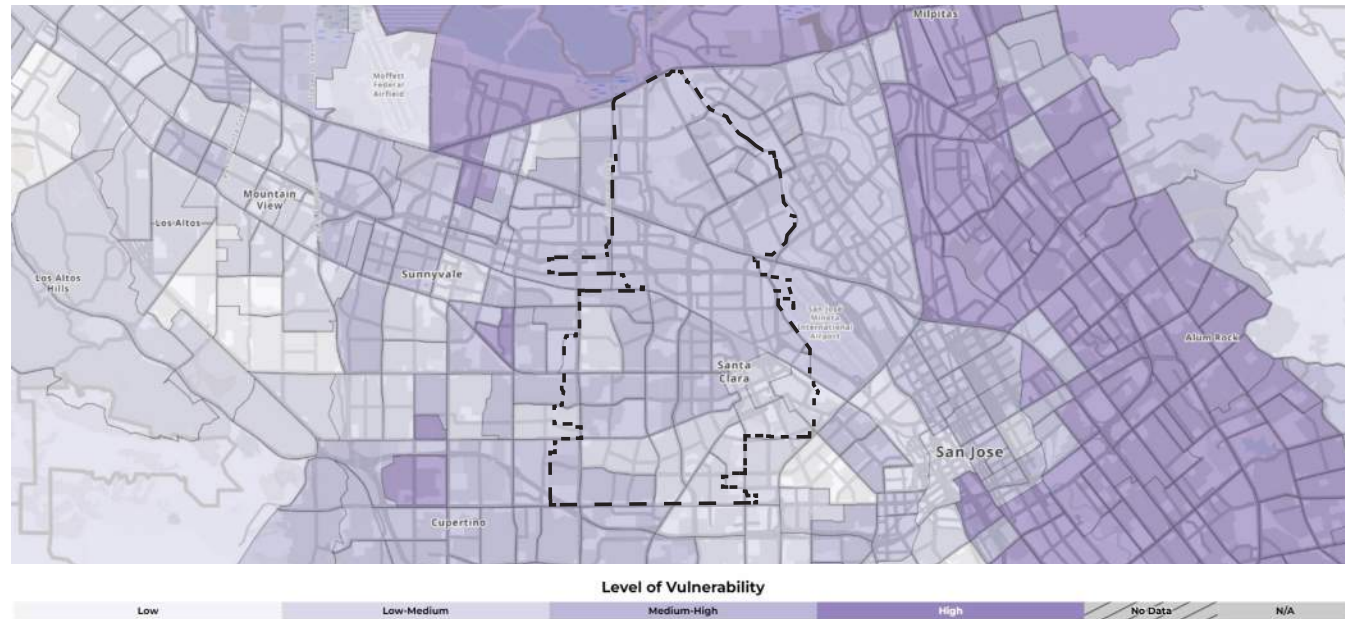 Milpitas
Moffett
Federal
Airfield
Mountain
View
Los Altos
Los Altos
Hills
Sunnyvale
San José
Mineta
International
Airport
Alum Rock
Santa
Clara
San Jose
Cupertino
Level of Vulnerability
Low
Low-Medium
Medium-High
High
No Data
N/A